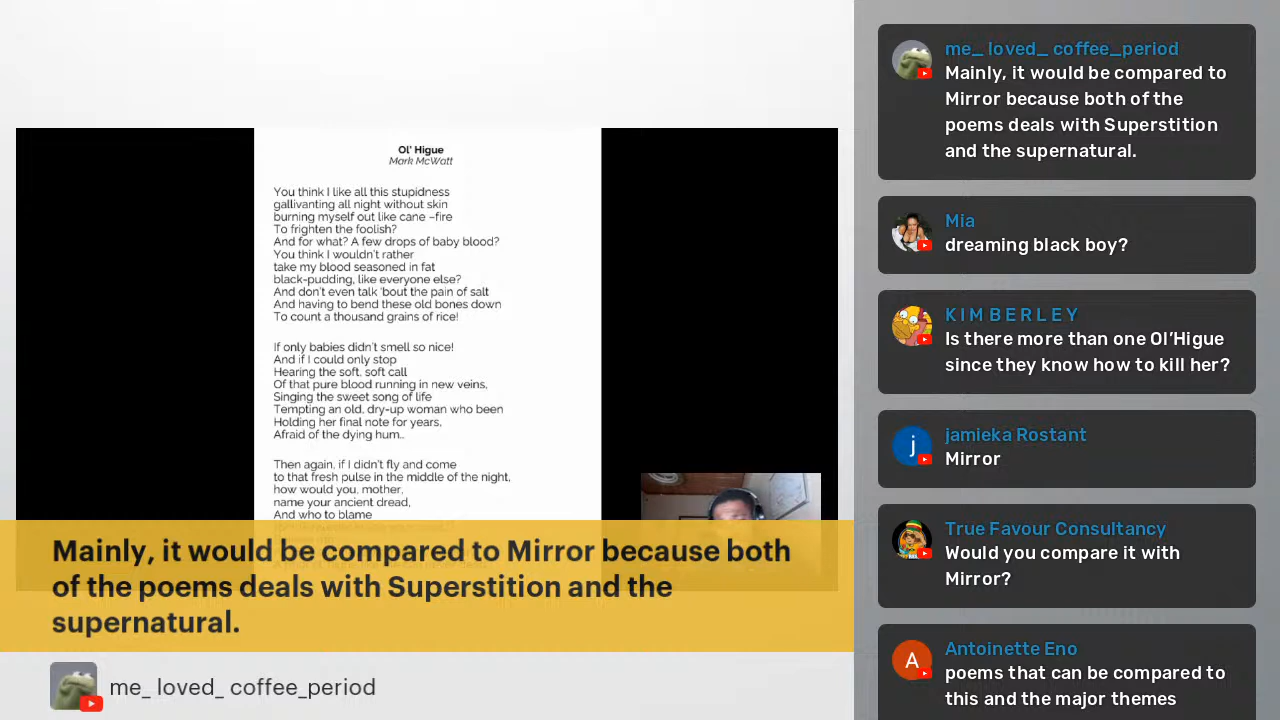 Ol' Higue
Mark McWatt
You think I like all this stupidness
gallivanting all night without skin
burning myself out like cane –fire
To frighten the foolish?
And for what? A few drops of baby blood?
You think I wouldn't rather
take my blood seasoned in fat
black-pudding, like everyone else?
And don't even talk 'bout the pain of salt
And having to bend these old bones down
To count a thousand grains of rice!
If only babies didn't smell so nice!
And if I could only stop
Hearing the soft, soft call
Of that pure blood running in new veins,
Singing the sweet song of life
Tempting an old, dry-up woman who been
Holding her final note for years,
Afraid of the dying hum...
Then again, if I didn't fly and come
to that fresh pulse in the middle of the night,
how would you, mother,
name your ancient dread,
And who to blame
Mainly, it would be compared to Mirror because both
of the poems deals with Superstition and the
supernatural.
me_ loved_ coffee_period
me_ loved_ coffee_period
Mainly, it would be compared to
Mirror because both of the
poems deals with Superstition
and the supernatural.
Mia
dreaming black boy?
K I M B E R L E Y
Is there more than one Ol'Higue
since they know how to kill her?
j
jamieka Rostant
Mirror
True Favour Consultancy
Would you compare it with
Mirror?
A
Antoinette Eno
poems that can be compared to
this and the major themes